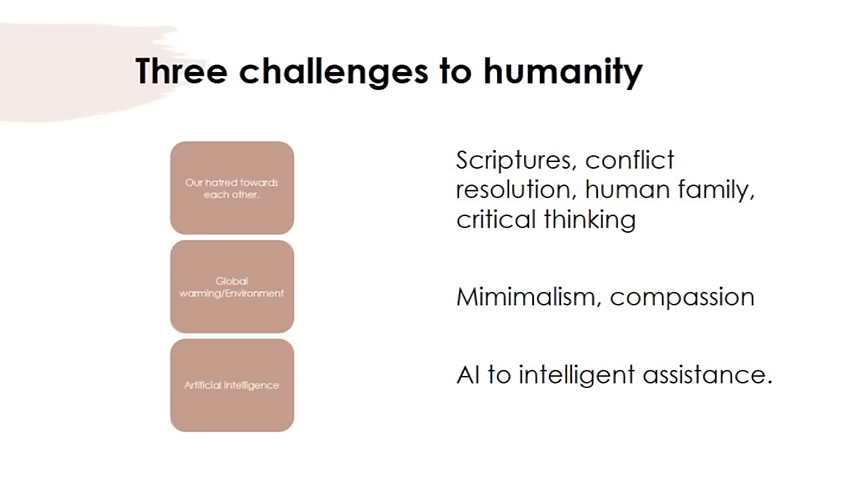 Three challenges to humanity
Our hatred towards
each other.
Scriptures, conflict
resolution, human family,
critical thinking
Global
warming/Environment
Mimimalism, compassion
Artificial Intelligence
AI to intelligent assistance.